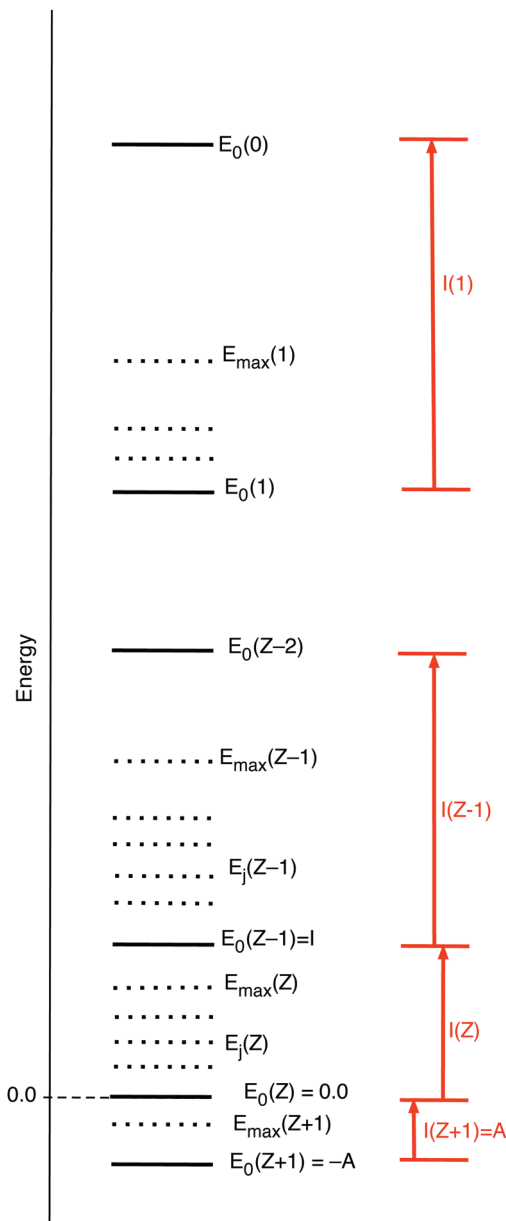 E0(0)
I(1)
Emax(1)
E0(1)
Energy
E0(Z–2)
Emax(Z–1)
I(Z-1)
Ej(Z–1)
E0(Z–1)=I
Emax(Z)
I(Z)
Ej(Z)
0.0
E0(Z) = 0.0
Emax(Z+1)
I(Z+1)=A
E0(Z+1) = –A